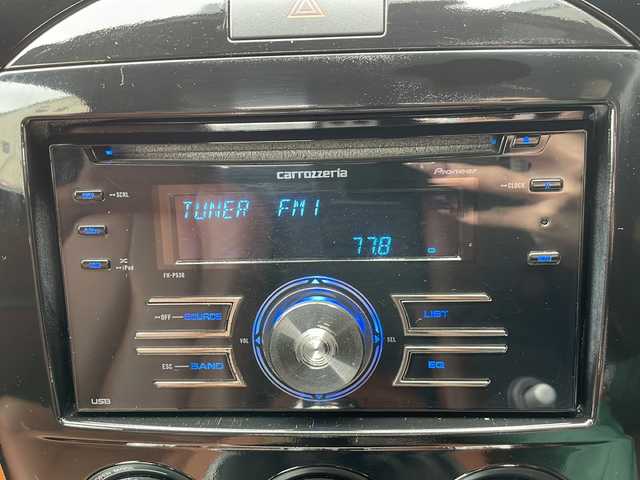 carrozzeria
Pioneer
SCRL
CLOCK
TUNER FM1
77.8
iPod
FH-P530
OFF SOURCE
LIST
VOL
SEL
ESC BAND
EQ
USB